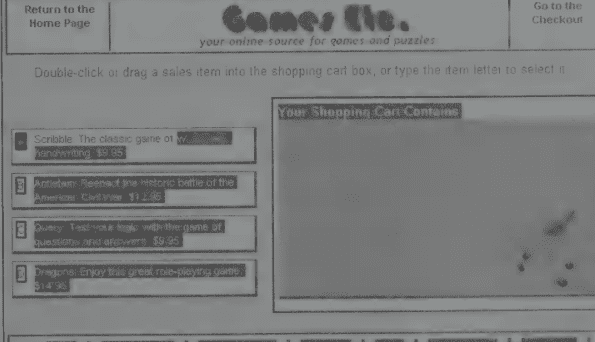 Return to the
Home Page
Games Etc.
your online source for games and puzzles
Go to the
Checkout
Double-click or drag a sales item into the shopping cart box, or type the item letter to select it
Your Shopping Cart Contains
Scribble: The classic game of
handwriting. $9.95
Antietam: Reenact the historic battle of the
American Civil War.
Query: Test your logic with the game of
questions and answers. $9.95
Dragons: Enjoy this great role-playing game.
$14.95